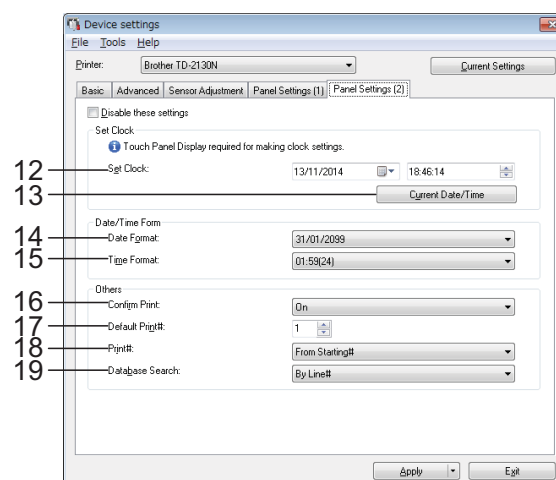 Device settings
File Tools Help
Printer: Brother TD-2130N Current Settings
Basic Advanced Sensor Adjustment Panel Settings (1) Panel Settings (2)
Disable these settings
Set Clock
Touch Panel Display required for making clock settings.
12 Set Clock: 13/11/2014 18:46:14
13 Current Date/Time
Date/Time Form
14 Date Format: 31/01/2099
15 Time Format: 01:59(24)
Others
16 Confirm Print: On
17 Default Print#: 1
18 Print#: From Starting#
19 Database Search: By Line#
Apply Exit